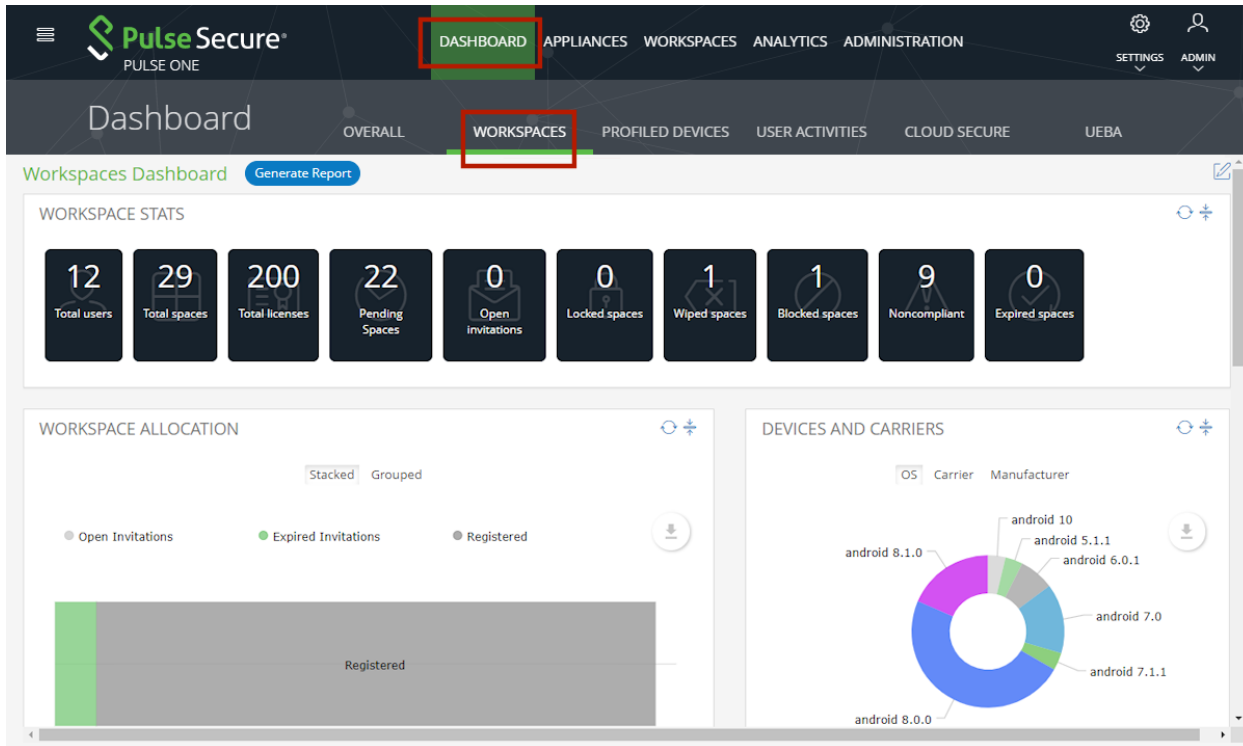 Pulse Secure®
PULSE ONE
DASHBOARD APPLIANCES WORKSPACES ANALYTICS ADMINISTRATION
SETTINGS ADMIN
Dashboard
OVERALL WORKSPACES PROFILED DEVICES USER ACTIVITIES CLOUD SECURE UEBA
Workspaces Dashboard Generate Report
WORKSPACE STATS
12 29 200 22 0 0 1 1 9 0
Total users Total spaces Total licenses Pending Spaces Open invitations Locked spaces Wiped spaces Blocked spaces Noncompliant Expired spaces
WORKSPACE ALLOCATION
Stacked Grouped
Open Invitations Expired Invitations Registered
Registered
DEVICES AND CARRIERS
OS Carrier Manufacturer
android 10
android 5.1.1
android 8.1.0
android 6.0.1
android 7.0
android 7.1.1
android 8.0.0